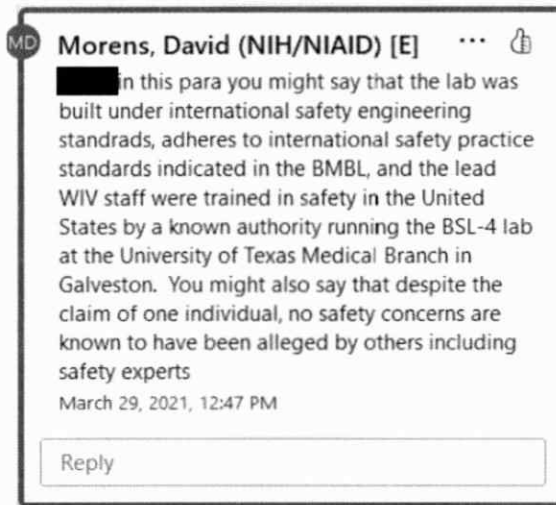 MD Morens, David (NIH/NIAID) [E] ...
in this para you might say that the lab was
built under international safety engineering
standrads, adheres to international safety practice
standards indicated in the BMBL, and the lead
WIV staff were trained in safety in the United
States by a known authority running the BSL-4 lab
at the University of Texas Medical Branch in
Galveston. You might also say that despite the
claim of one individual, no safety concerns are
known to have been alleged by others including
safety experts
March 29, 2021, 12:47 PM
Reply